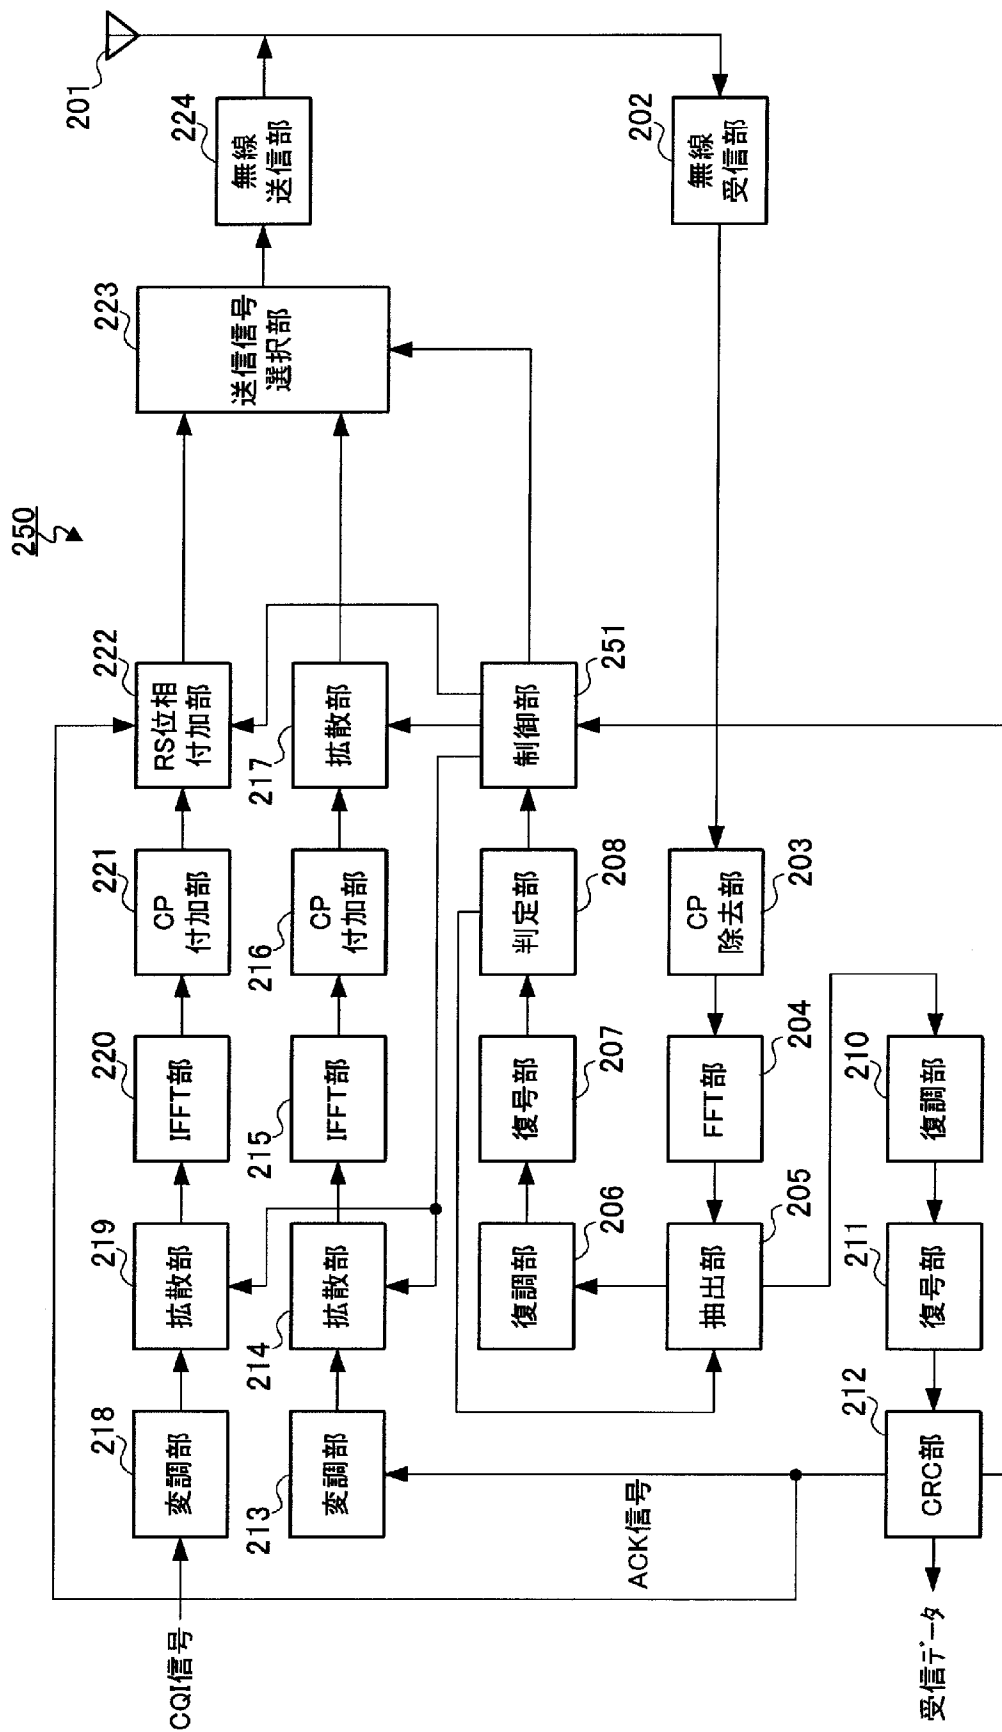 250
CQI信号
218
変調部
219
拡散部
220
IFFT部
221
CP
付加部
222
RS位相
付加部
223
送信信号
選択部
224
無線
送信部
201
213
変調部
214
拡散部
215
IFFT部
216
CP
付加部
217
拡散部
ACK信号
206
復調部
207
復号部
208
判定部
251
制御部
205
抽出部
204
FFT部
203
CP
除去部
202
無線
受信部
受信データ
212
CRC部
211
復号部
210
復調部